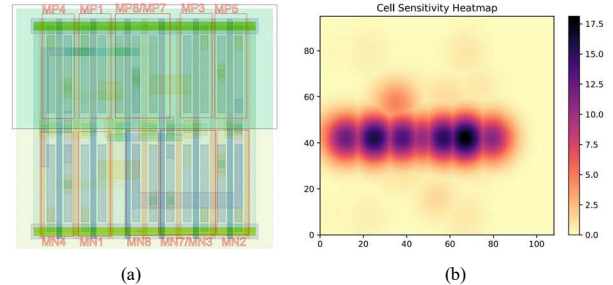 MP4 MP1 MP8/MP7 MP3 MP5
MN4 MN1 MN8 MN7/MN3 MN2
(a)
Cell Sensitivity Heatmap
80
60
40
20
0
0 20 40 60 80 100
17.5
15.0
12.5
10.0
7.5
5.0
2.5
0.0
(b)